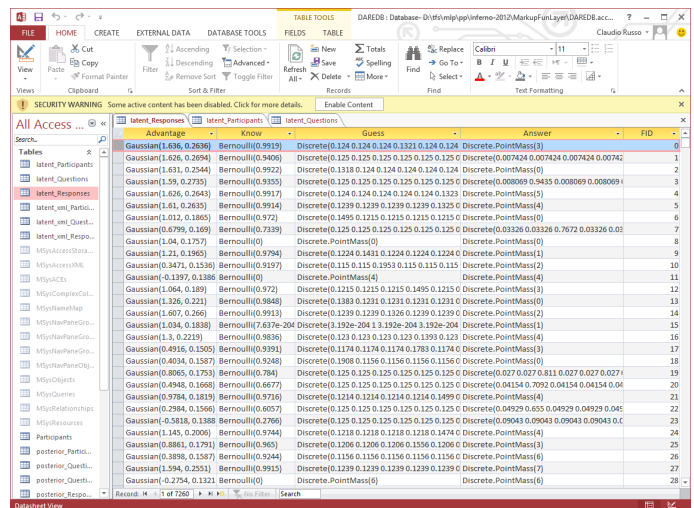 TABLE TOOLS
DAREDB : Database- D:\tfs\mlp\pp\Inferno-2012\MarkupFunLayer\DAREDB.acc...
FILE HOME CREATE EXTERNAL DATA DATABASE TOOLS FIELDS TABLE
Claudio Russo
View
Paste
Cut
Copy
Format Painter
Filter
Ascending
Descending
Remove Sort
Selection
Advanced
Toggle Filter
Refresh All
New
Save
Delete
Totals
Spelling
More
Find
Replace
Go To
Select
Calibri
11
B I U
A
Views Clipboard Sort & Filter Records Find Text Formatting
SECURITY WARNING Some active content has been disabled. Click for more details. Enable Content
All Access ...
Search...
Tables
latent_Participants
latent_Questions
latent_Responses
latent_xml_Partici...
latent_xml_Quest...
latent_xml_Respo...
MSysAccessStora...
MSysAccessXML
MSysACEs
MSysComplexCol...
MSysNameMap
MSysNavPaneGro...
MSysNavPaneGro...
MSysNavPaneGro...
MSysNavPaneObj...
MSysObjects
MSysQueries
MSysRelationships
MSysResources
Participants
posterior_Partici...
posterior_Questi...
posterior_Questi...
posterior_Respo...
latent_Responses latent_Participants latent_Questions
Advantage Know Guess Answer FID
Gaussian(1.636, 0.2636) Bernoulli(0.9919) Discrete(0.124 0.124 0.124 0.1321 0.124 0.124 Discrete.PointMass(3) 0
Gaussian(1.626, 0.2694) Bernoulli(0.9406) Discrete(0.125 0.125 0.125 0.125 0.125 0.125 0 Discrete(0.007424 0.007424 0.007424 0.00742 1
Gaussian(1.631, 0.2544) Bernoulli(0.9922) Discrete(0.1318 0.124 0.124 0.124 0.124 0.124 Discrete.PointMass(0) 2
Gaussian(1.59, 0.2735) Bernoulli(0.9355) Discrete(0.125 0.125 0.125 0.125 0.125 0.125 0 Discrete(0.008069 0.9435 0.008069 0.008069 3
Gaussian(1.626, 0.2643) Bernoulli(0.9917) Discrete(0.124 0.124 0.124 0.124 0.124 0.1323 Discrete.PointMass(5) 4
Gaussian(1.61, 0.2635) Bernoulli(0.9914) Discrete(0.1239 0.1239 0.1239 0.1239 0.1325 0 Discrete.PointMass(4) 5
Gaussian(1.012, 0.1865) Bernoulli(0.972) Discrete(0.1495 0.1215 0.1215 0.1215 0.1215 0 Discrete.PointMass(0) 6
Gaussian(0.6799, 0.169) Bernoulli(0.7339) Discrete(0.125 0.125 0.125 0.125 0.125 0.125 0 Discrete(0.03326 0.03326 0.7672 0.03326 0.03 7
Gaussian(1.04, 0.1757) Bernoulli(0) Discrete.PointMass(0) Discrete.PointMass(0) 8
Gaussian(1.21, 0.1965) Bernoulli(0.9794) Discrete(0.1224 0.1431 0.1224 0.1224 0.1224 0 Discrete.PointMass(1) 9
Gaussian(0.3471, 0.1536) Bernoulli(0.9197) Discrete(0.115 0.115 0.1953 0.115 0.115 0.115 Discrete.PointMass(2) 10
Gaussian(-0.1397, 0.1386 Bernoulli(0) Discrete.PointMass(4) Discrete.PointMass(4) 11
Gaussian(1.064, 0.189) Bernoulli(0.972) Discrete(0.1215 0.1215 0.1215 0.1495 0.1215 0 Discrete.PointMass(3) 12
Gaussian(1.326, 0.221) Bernoulli(0.9848) Discrete(0.1383 0.1231 0.1231 0.1231 0.1231 0 Discrete.PointMass(0) 13
Gaussian(1.607, 0.266) Bernoulli(0.9913) Discrete(0.1239 0.1239 0.1326 0.1239 0.1239 0 Discrete.PointMass(2) 14
Gaussian(1.034, 0.1838) Bernoulli(7.637e-204 Discrete(3.192e-204 1 3.192e-204 3.192e-204 Discrete.PointMass(1) 15
Gaussian(1.3, 0.2219) Bernoulli(0.9836) Discrete(0.123 0.123 0.123 0.123 0.1393 0.123 Discrete.PointMass(4) 16
Gaussian(0.4916, 0.1505) Bernoulli(0.9391) Discrete(0.1174 0.1174 0.1174 0.1783 0.1174 0 Discrete.PointMass(3) 17
Gaussian(0.4034, 0.1587) Bernoulli(0.9248) Discrete(0.1908 0.1156 0.1156 0.1156 0.1156 0 Discrete.PointMass(0) 18
Gaussian(0.8065, 0.1753) Bernoulli(0.784) Discrete(0.125 0.125 0.125 0.125 0.125 0.125 0 Discrete(0.027 0.027 0.811 0.027 0.027 0.027 19
Gaussian(0.4948, 0.1668) Bernoulli(0.6677) Discrete(0.125 0.125 0.125 0.125 0.125 0.125 0 Discrete(0.04154 0.7092 0.04154 0.04154 0.04 20
Gaussian(0.9784, 0.1819) Bernoulli(0.9716) Discrete(0.1214 0.1214 0.1214 0.1214 0.1499 0 Discrete.PointMass(4) 21
Gaussian(0.2984, 0.1566) Bernoulli(0.6057) Discrete(0.125 0.125 0.125 0.125 0.125 0.125 0 Discrete(0.04929 0.655 0.04929 0.04929 0.049 22
Gaussian(-0.5818, 0.1388 Bernoulli(0.2766) Discrete(0.125 0.125 0.125 0.125 0.125 0.125 0 Discrete(0.09043 0.09043 0.09043 0.09043 0.0 23
Gaussian(1.145, 0.2006) Bernoulli(0.9744) Discrete(0.1218 0.1218 0.1218 0.1218 0.1474 0 Discrete.PointMass(4) 24
Gaussian(0.8861, 0.1791) Bernoulli(0.965) Discrete(0.1206 0.1206 0.1206 0.1556 0.1206 0 Discrete.PointMass(3) 25
Gaussian(0.3898, 0.1587) Bernoulli(0.9244) Discrete(0.1156 0.1156 0.1156 0.1156 0.1156 0 Discrete.PointMass(6) 26
Gaussian(1.594, 0.2551) Bernoulli(0.9915) Discrete(0.1239 0.1239 0.1239 0.1239 0.1239 0 Discrete.PointMass(7) 27
Gaussian(-0.2754, 0.1321 Bernoulli(0) Discrete.PointMass(6) Discrete.PointMass(6) 28
Record: 1 of 7260 No Filter Search
Datasheet View